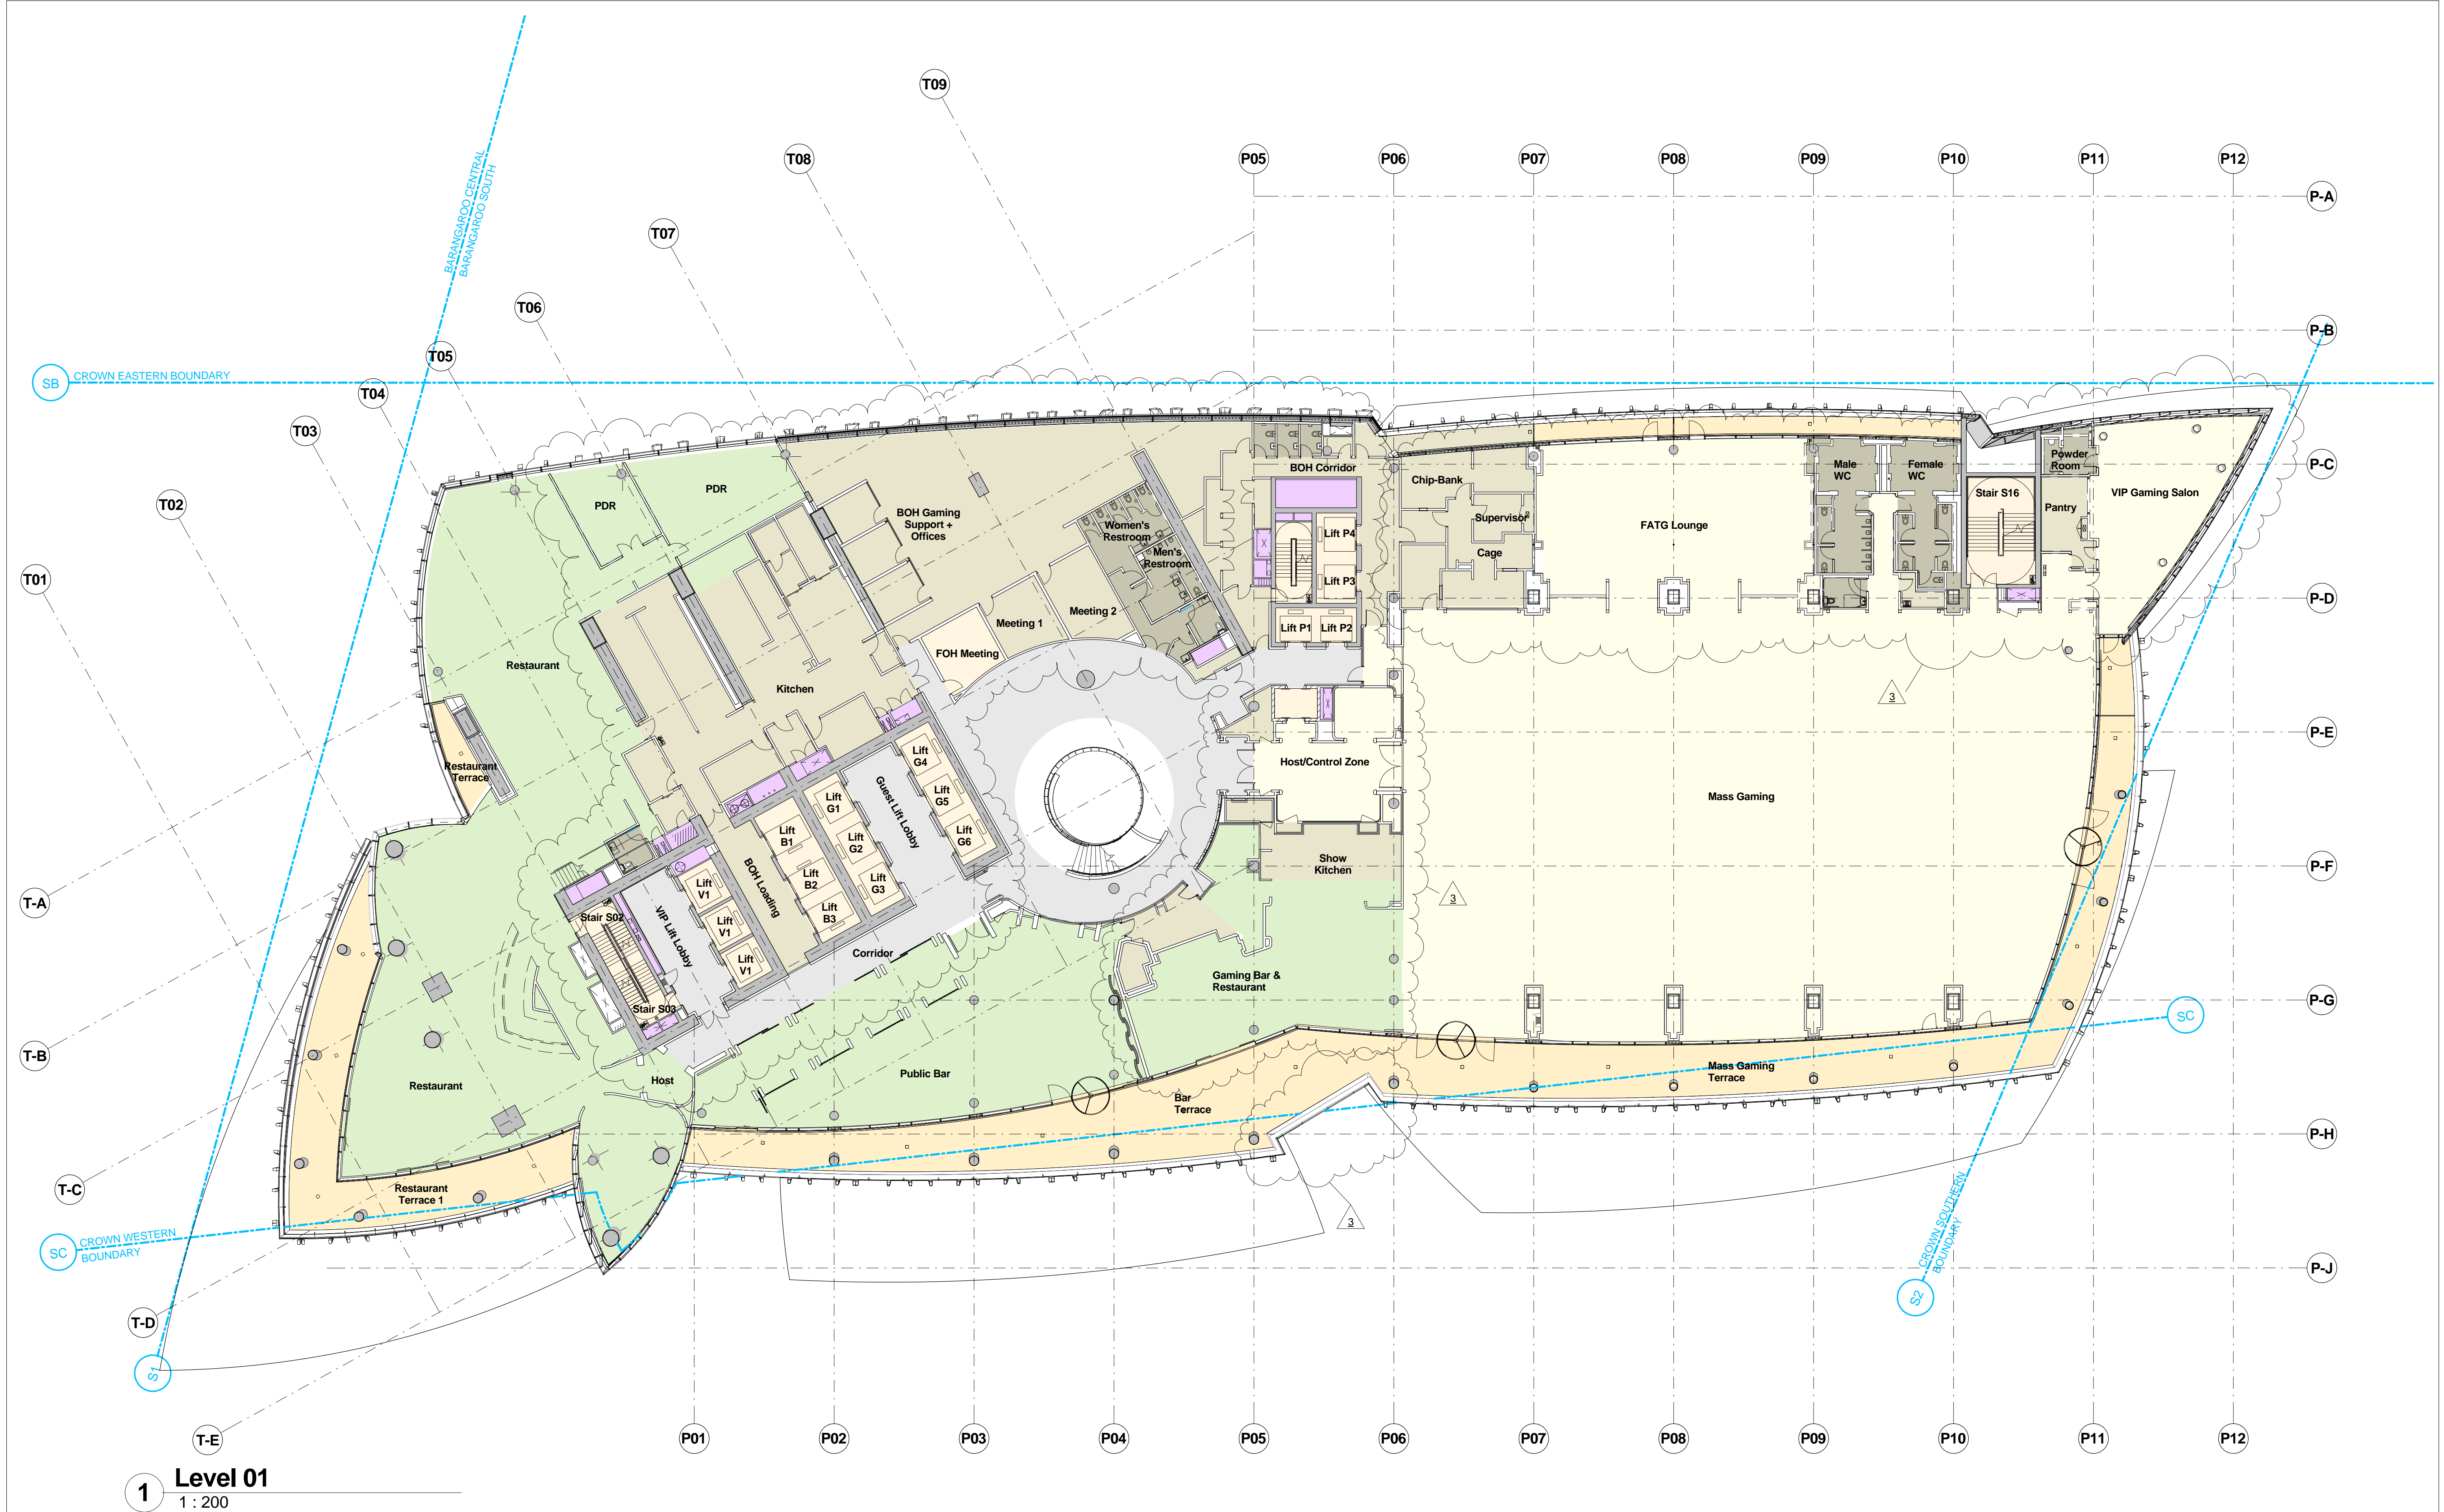 T09
T08
P05
P06
P07
P08
P09
P10
P11
P12
P-A
BARANGAROO CENTRAL
BARANGAROO SOUTH
T07
T06
P-B
T05
SB
CROWN EASTERN BOUNDARY
T04
T03
T02
T01
BOH Corridor
P-C
Male
WC
Female
WC
Powder
Room
Chip-Bank
PDR
PDR
Stair S16
VIP Gaming Salon
Pantry
BOH Gaming
Support +
Offices
Supervisor
FATG Lounge
Women's
Restroom
Lift P4
Men's
Restroom
Cage
Lift P3
P-D
Meeting 2
Meeting 1
Lift P1
Lift P2
FOH Meeting
Restaurant
Kitchen
3
P-E
Restaurant
Terrace
Lift
G4
Host/Control Zone
Lift
G5
Guest Lift Lobby
Lift
G1
Mass Gaming
Lift
B1
Lift
G2
Lift
G6
Show
Kitchen
P-F
Lift
B2
Lift
G3
BOH Loading
Lift
V1
T-A
3
Lift
B3
Stair S02
VIP Lift Lobby
Lift
V1
Corridor
Lift
V1
Gaming Bar &
Restaurant
P-G
Stair S03
SC
T-B
Public Bar
Host
Restaurant
Mass Gaming
Terrace
Bar
Terrace
P-H
T-C
Restaurant
Terrace 1
3
SC
CROWN WESTERN
BOUNDARY
CROWN SOUTHERN
BOUNDARY
P-J
S2
T-D
S1
T-E
P01
P02
P03
P04
P05
P06
P07
P08
P09
P10
P11
P12
1
Level 01
1 : 200